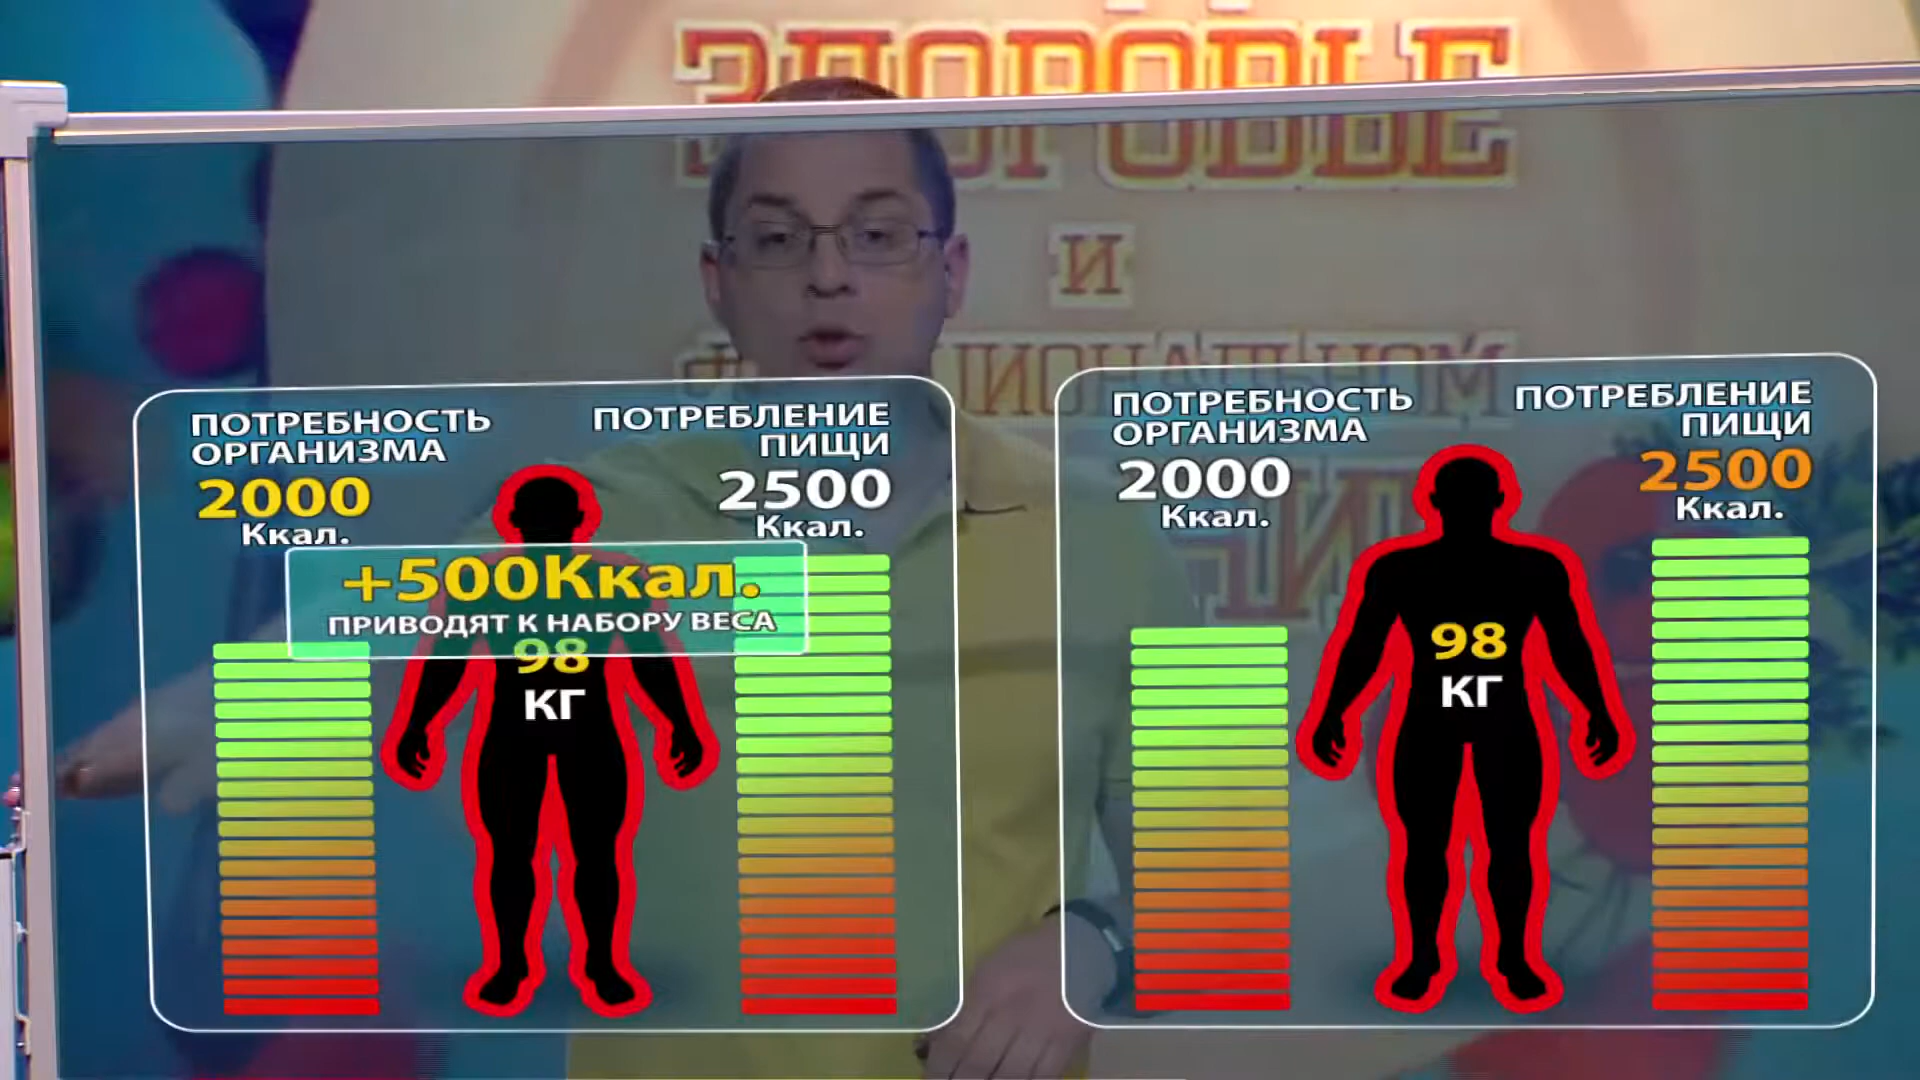 ЗДОРОВЬЕ
И
ПОТРЕБНОСТЬ
ОРГАНИЗМА
2000
Ккал.
ПОТРЕБЛЕНИЕ
ПИЩИ
2500
Ккал.
+500Ккал.
ПРИВОДЯТ К НАБОРУ ВЕСА
98
КГ
ПОТРЕБНОСТЬ
ОРГАНИЗМА
2000
Ккал.
ПОТРЕБЛЕНИЕ
ПИЩИ
2500
Ккал.
98
КГ